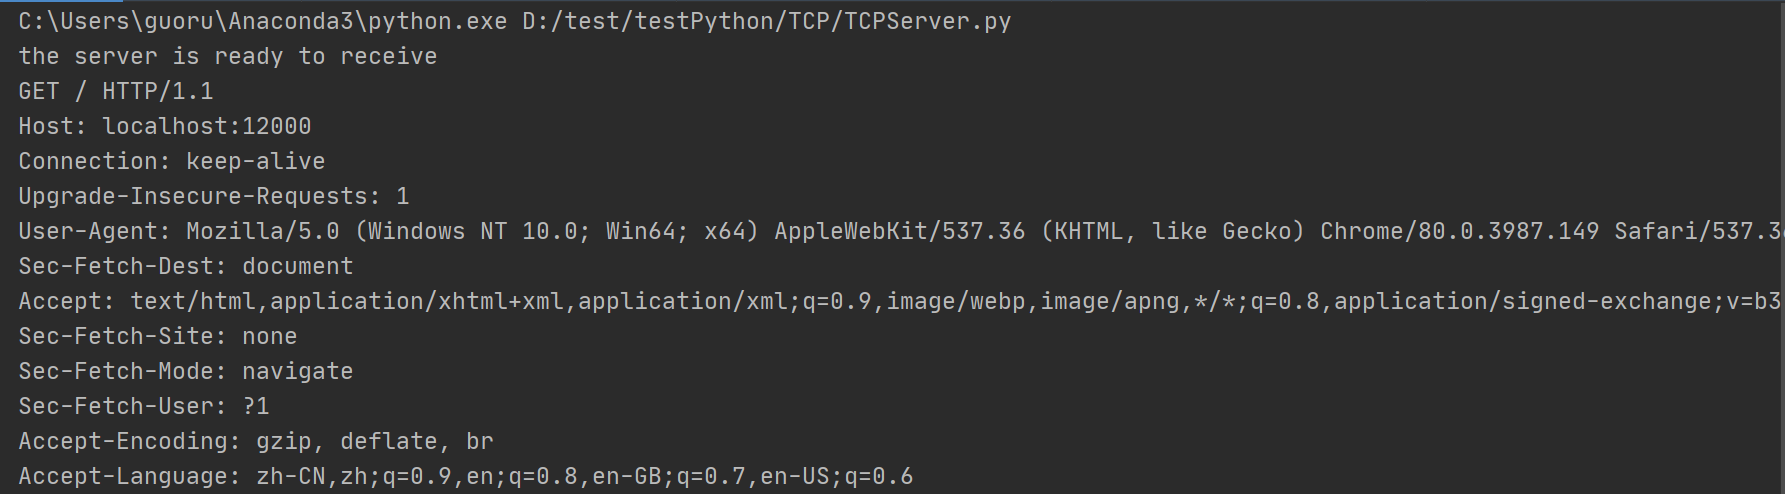 C:\Users\guoru\Anaconda3\python.exe D:/test/testPython/TCP/TCPServer.py
the server is ready to receive
GET / HTTP/1.1
Host: localhost:12000
Connection: keep-alive
Upgrade-Insecure-Requests: 1
User-Agent: Mozilla/5.0 (Windows NT 10.0; Win64; x64) AppleWebKit/537.36 (KHTML, like Gecko) Chrome/80.0.3987.149 Safari/537.36
Sec-Fetch-Dest: document
Accept: text/html,application/xhtml+xml,application/xml;q=0.9,image/webp,image/apng,*/*;q=0.8,application/signed-exchange;v=b3
Sec-Fetch-Site: none
Sec-Fetch-Mode: navigate
Sec-Fetch-User: ?1
Accept-Encoding: gzip, deflate, br
Accept-Language: zh-CN,zh;q=0.9,en;q=0.8,en-GB;q=0.7,en-US;q=0.6